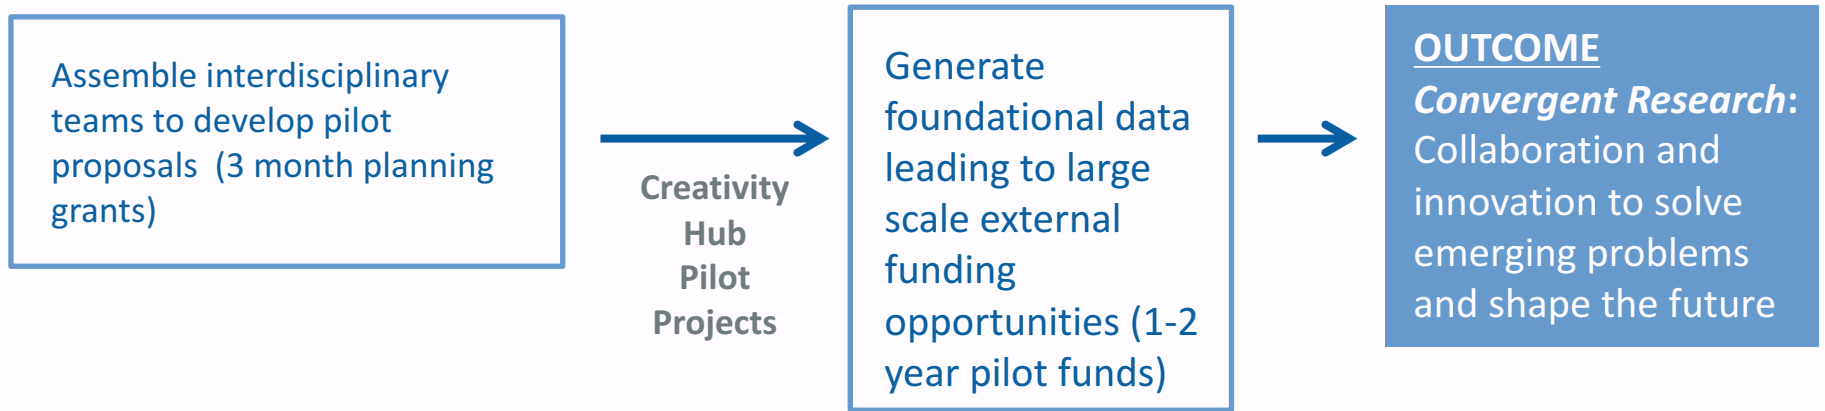 Assemble interdisciplinary
teams to develop pilot
proposals  (3 month planning
grants)
Creativity
Hub
Pilot
Projects
Generate
foundational data
leading to large
scale external
funding
opportunities (1-2
year pilot funds)
OUTCOME
Convergent Research:
Collaboration and
innovation to solve
emerging problems
and shape the future